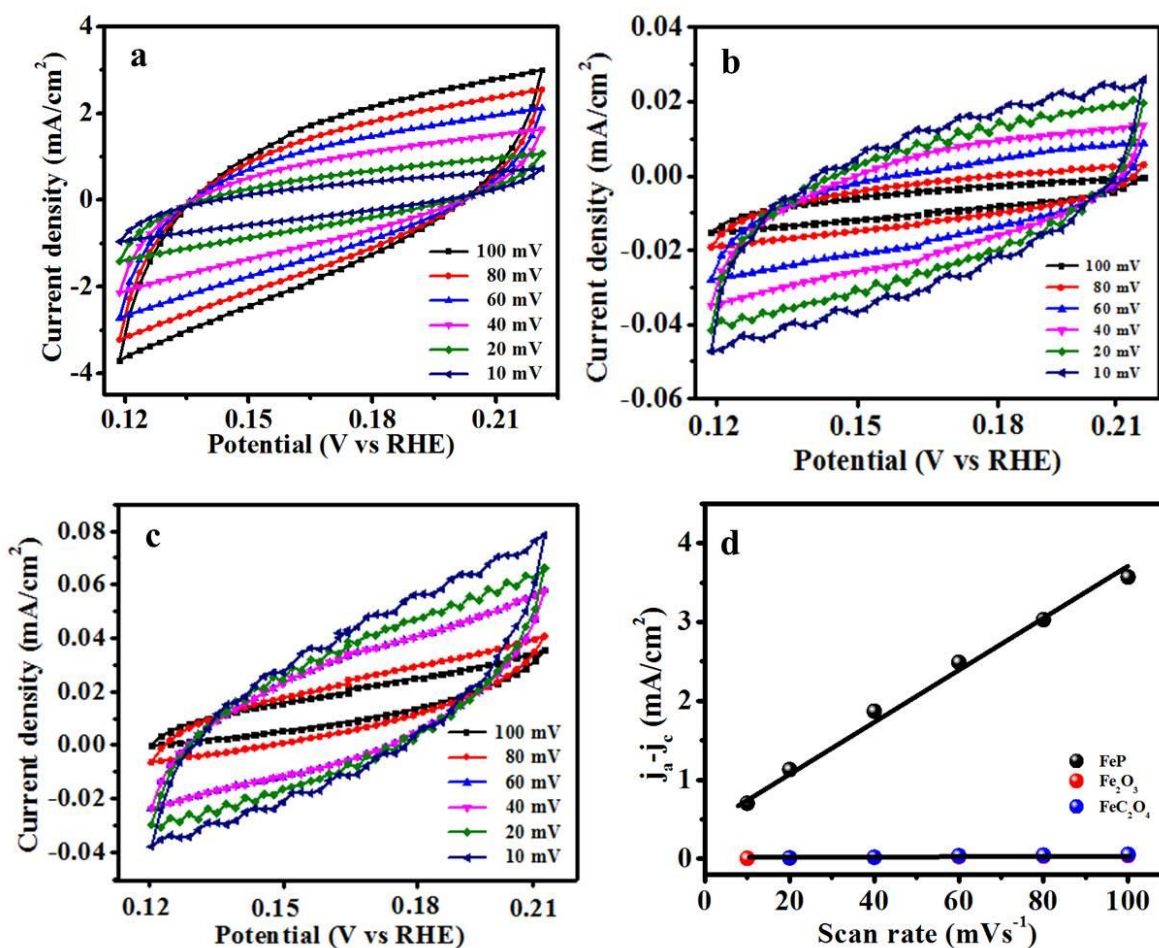 a
4
2
0
-2
-4
Current density (mA/cm²)
100 mV
80 mV
60 mV
40 mV
20 mV
10 mV
0.12
0.15
0.18
0.21
Potential (V vs RHE)
b
0.04
0.02
0.00
-0.02
-0.04
-0.06
Current density (mA/cm²)
100 mV
80 mV
60 mV
40 mV
20 mV
10 mV
0.12
0.15
0.18
0.21
Potential (V vs RHE)
c
0.08
0.06
0.04
0.02
0.00
-0.02
-0.04
Current density (mA/cm²)
100 mV
80 mV
60 mV
40 mV
20 mV
10 mV
0.12
0.15
0.18
0.21
Potential (V vs RHE)
d
4
3
2
1
0
jₐ-j_c (mA/cm²)
FeP
Fe₂O₃
FeC₂O₄
0
20
40
60
80
100
Scan rate (mVs⁻¹)